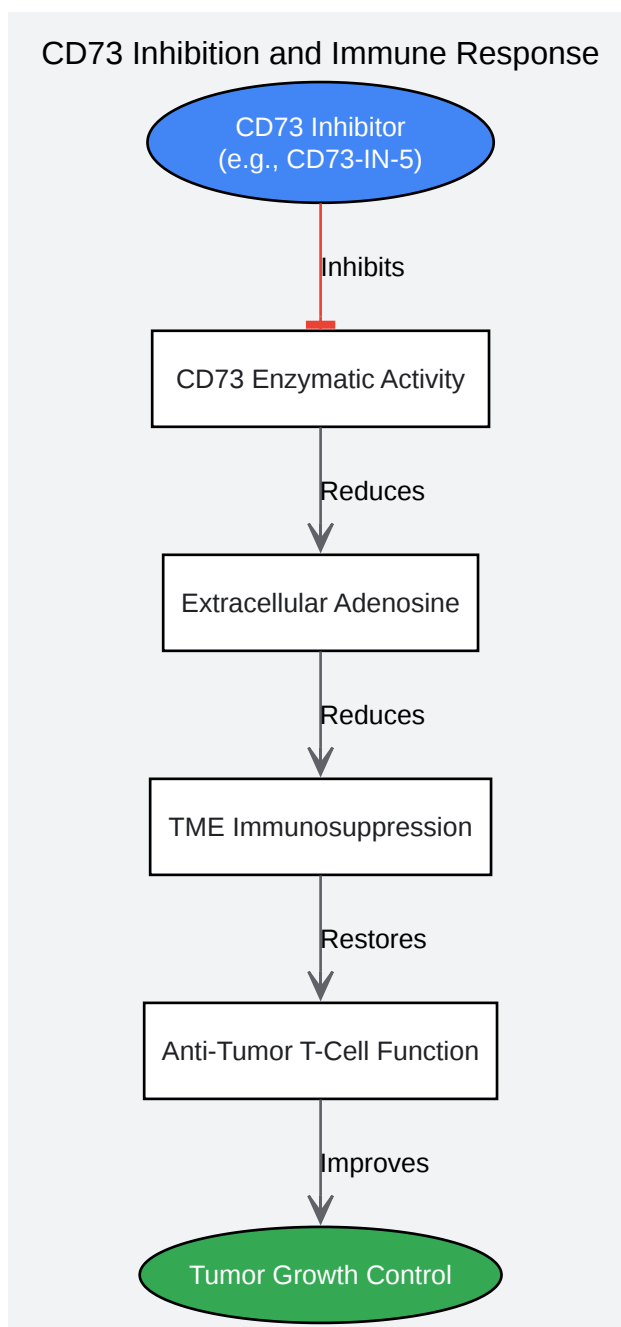 CD73 Inhibition and Immune Response
CD73 Inhibitor
(e.g., CD73-IN-5)
Inhibits
CD73 Enzymatic Activity
Reduces
Extracellular Adenosine
Reduces
TME Immunosuppression
Restores
Anti-Tumor T-Cell Function
Improves
Tumor Growth Control